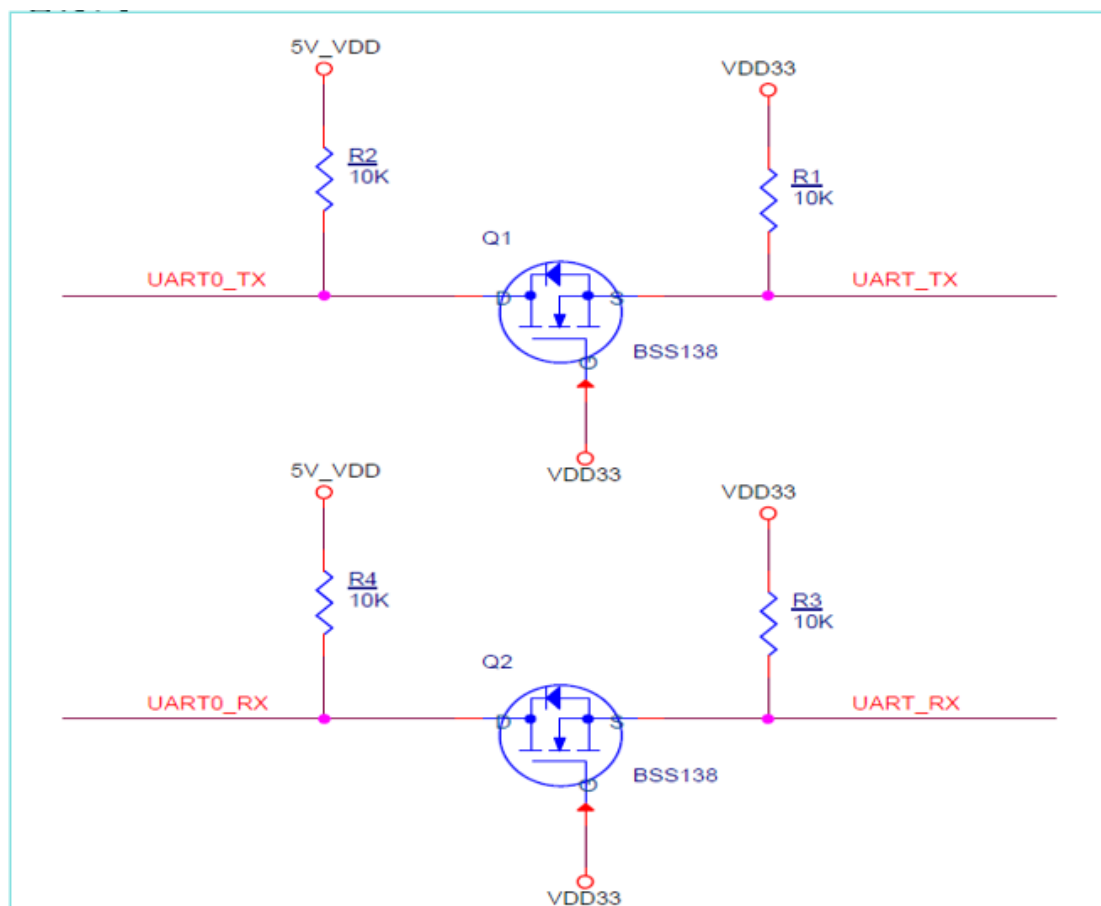 5V_VDD
VDD33
R2
10K
R1
10K
Q1
UART0_TX
UART_TX
D
S
G
BSS138
VDD33
5V_VDD
VDD33
R4
10K
R3
10K
Q2
UART0_RX
UART_RX
D
S
G
BSS138
VDD33